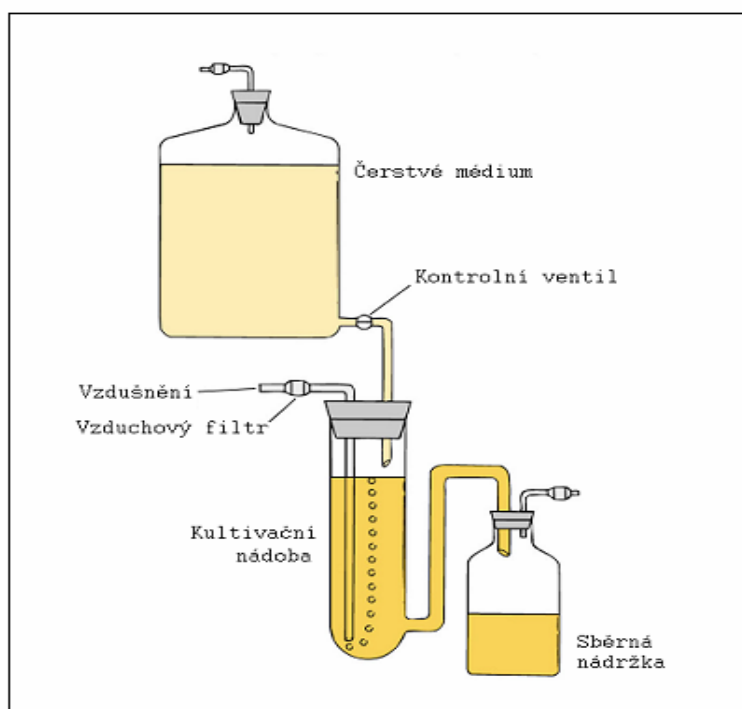 Čerstvé médium
Kontrolní ventil
Vzdušnění
Vzduchový filtr
Kultivační
nádoba
Sběrná
nádržka